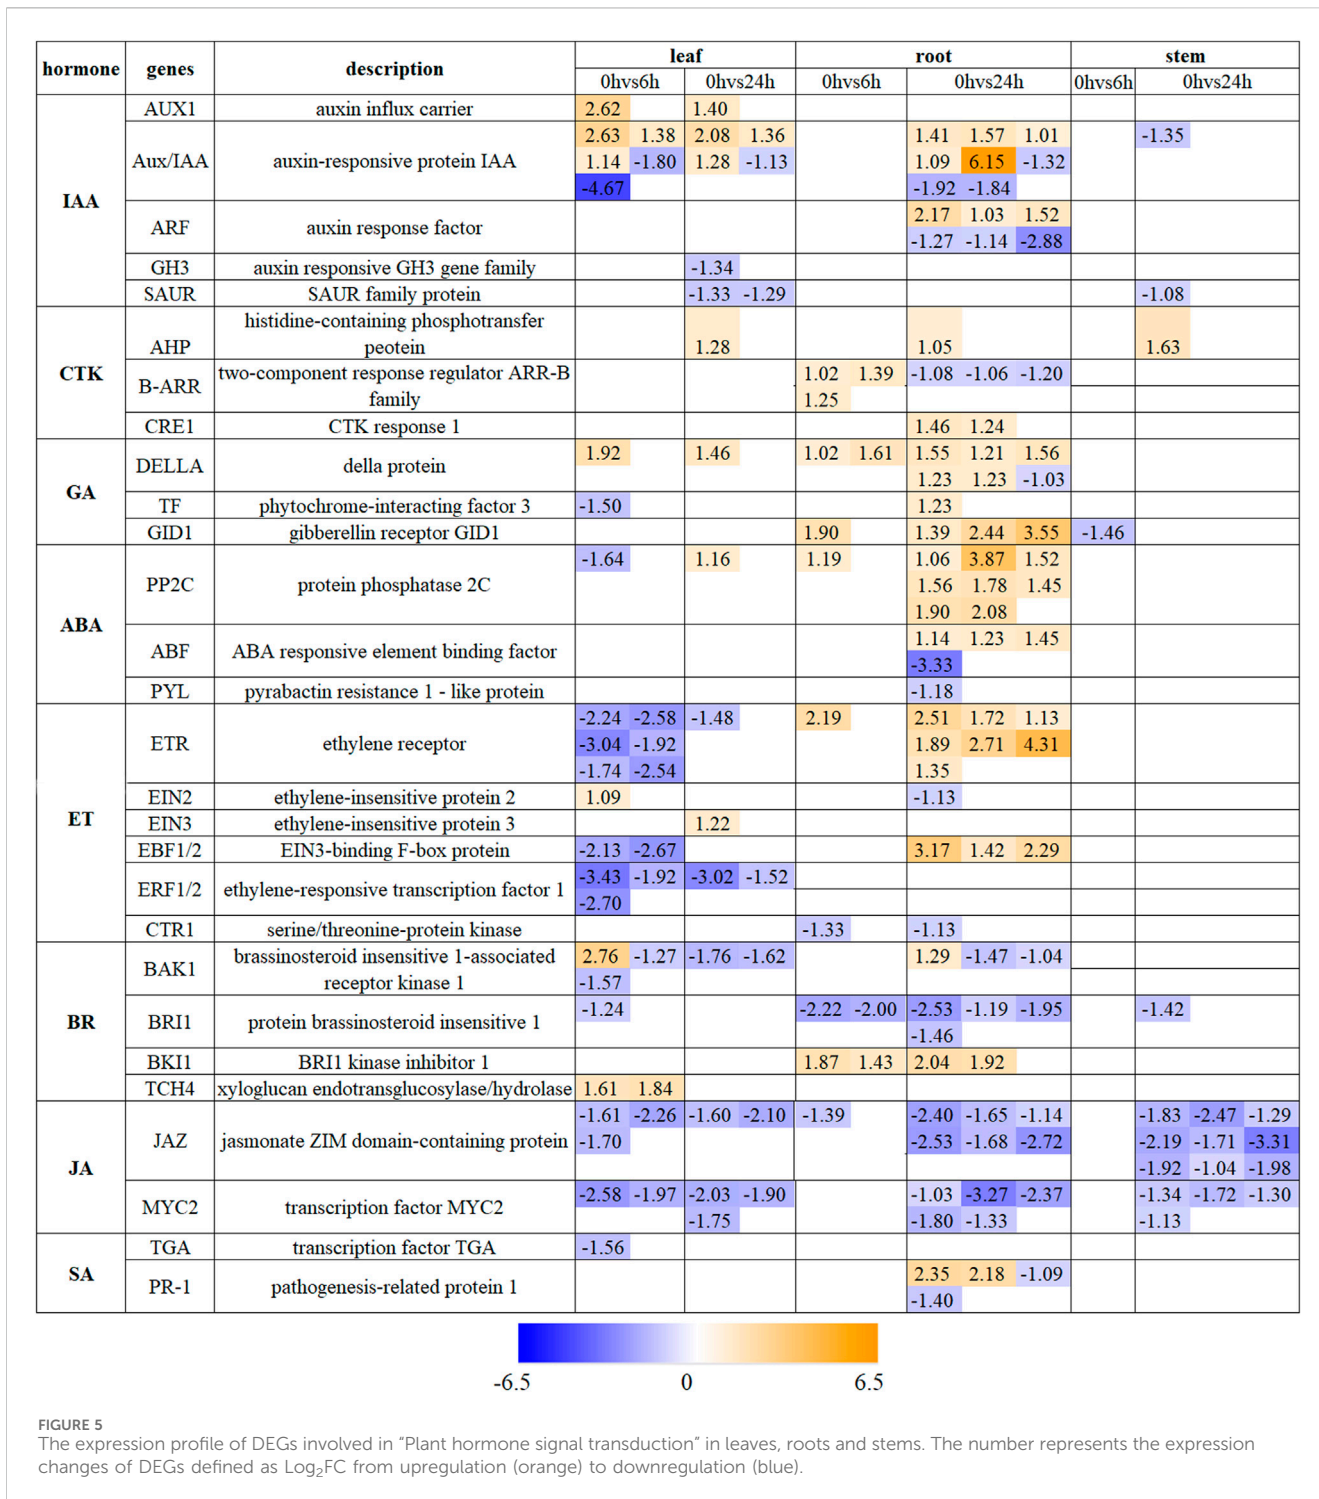 hormone genes description leaf root stem
0hvs6h 0hvs24h 0hvs6h 0hvs24h 0hvs6h 0hvs24h
IAA
AUX1 auxin influx carrier 2.62 1.40
Aux/IAA auxin-responsive protein IAA
2.63 1.38 2.08 1.36 1.41 1.57 1.01 -1.35
1.14 -1.80 1.28 -1.13 1.09 6.15 -1.32
-4.67 -1.92 -1.84
ARF auxin response factor
2.17 1.03 1.52
-1.27 -1.14 -2.88
GH3 auxin responsive GH3 gene family -1.34
SAUR SAUR family protein -1.33 -1.29 -1.08
CTK
AHP histidine-containing phosphotransfer
peotein 1.28 1.05 1.63
B-ARR two-component response regulator ARR-B 1.02 1.39 -1.08 -1.06 -1.20
family 1.25
CRE1 CTK response 1 1.46 1.24
GA
DELLA della protein
1.92 1.46 1.02 1.61 1.55 1.21 1.56
1.23 1.23 -1.03
TF phytochrome-interacting factor 3 -1.50 1.23
GID1 gibberellin receptor GID1 1.90 1.39 2.44 3.55 -1.46
ABA
PP2C protein phosphatase 2C
-1.64 1.16 1.19 1.06 3.87 1.52
1.56 1.78 1.45
1.90 2.08
ABF ABA responsive element binding factor
1.14 1.23 1.45
-3.33
PYL pyrabactin resistance 1 - like protein -1.18
ET
ETR ethylene receptor
-2.24 -2.58 -1.48 2.19 2.51 1.72 1.13
-3.04 -1.92 1.89 2.71 4.31
-1.74 -2.54 1.35
EIN2 ethylene-insensitive protein 2 1.09 -1.13
EIN3 ethylene-insensitive protein 3 1.22
EBF1/2 EIN3-binding F-box protein -2.13 -2.67 3.17 1.42 2.29
ERF1/2 ethylene-responsive transcription factor 1
-3.43 -1.92 -3.02 -1.52
-2.70
CTR1 serine/threonine-protein kinase -1.33 -1.13
BR
BAK1 brassinosteroid insensitive 1-associated 2.76 -1.27 -1.76 -1.62 1.29 -1.47 -1.04
receptor kinase 1 -1.57
BRI1 protein brassinosteroid insensitive 1
-1.24 -2.22 -2.00 -2.53 -1.19 -1.95 -1.42
-1.46
BKI1 BRI1 kinase inhibitor 1 1.87 1.43 2.04 1.92
TCH4 xyloglucan endotransglucosylase/hydrolase 1.61 1.84
JA
JAZ jasmonate ZIM domain-containing protein
-1.61 -2.26 -1.60 -2.10 -1.39 -2.40 -1.65 -1.14 -1.83 -2.47 -1.29
-1.70 -2.53 -1.68 -2.72 -2.19 -1.71 -3.31
-1.92 -1.04 -1.98
MYC2 transcription factor MYC2
-2.58 -1.97 -2.03 -1.90 -1.03 -3.27 -2.37 -1.34 -1.72 -1.30
-1.75 -1.80 -1.33 -1.13
SA
TGA transcription factor TGA -1.56
PR-1 pathogenesis-related protein 1
2.35 2.18 -1.09
-1.40
-6.5 0 6.5
FIGURE 5
The expression profile of DEGs involved in "Plant hormone signal transduction" in leaves, roots and stems. The number represents the expression
changes of DEGs defined as Log₂FC from upregulation (orange) to downregulation (blue).